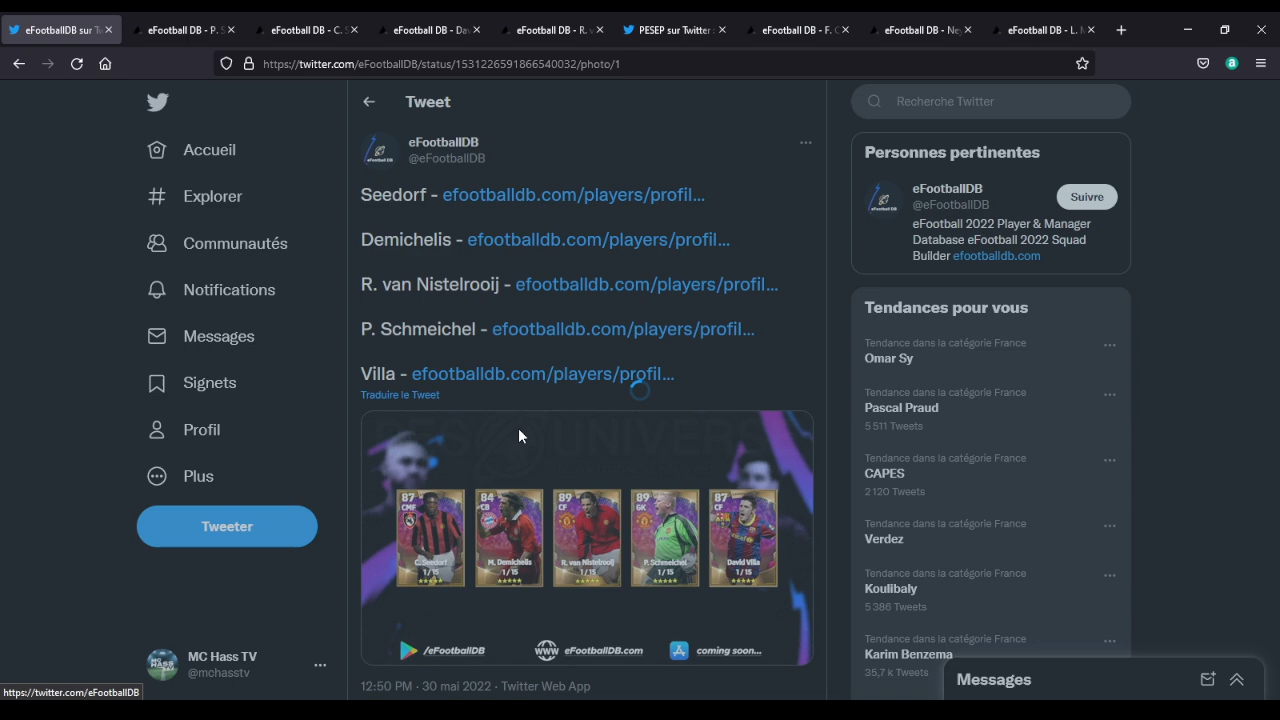 eFootballDB sur Tw
eFootball DB - P. S
eFootball DB - C. S
eFootball DB - Dav
eFootball DB - R. v
PESEP sur Twitter :
eFootball DB - F. C
eFootball DB - Ne
eFootball DB - L. M
https://twitter.com/eFootballDB/status/1531226591866540032/photo/1
Accueil
Explorer
Communautés
Notifications
Messages
Signets
Profil
Plus
Tweeter
MC Hass TV
@mchasstv
https://twitter.com/eFootballDB
Tweet
eFootballDB
@eFootballDB
Seedorf - efootballdb.com/players/profil...
Demichelis - efootballdb.com/players/profil...
R. van Nistelrooij - efootballdb.com/players/profil...
P. Schmeichel - efootballdb.com/players/profil...
Villa - efootballdb.com/players/profil...
Traduire le Tweet
87 CMF C. Seedorf 1/15
84 CB M. Demichelis 1/15
89 CF R. van Nistelrooij 1/15
89 GK P. Schmeichel 1/15
87 CF David Villa 1/15
/eFootballDB
WWW eFootballDB.com
coming soon...
12:50 PM · 30 mai 2022 · Twitter Web App
Recherche Twitter
Personnes pertinentes
eFootballDB
@eFootballDB
Suivre
eFootball 2022 Player & Manager
Database eFootball 2022 Squad
Builder efootballdb.com
Tendances pour vous
Tendance dans la catégorie France
Omar Sy
Tendance dans la catégorie France
Pascal Praud
5 511 Tweets
Tendance dans la catégorie France
CAPES
2 120 Tweets
Tendance dans la catégorie France
Verdez
Tendance dans la catégorie France
Koulibaly
5 386 Tweets
Tendance dans la catégorie France
Karim Benzema
35,7 k Tweets
Messages